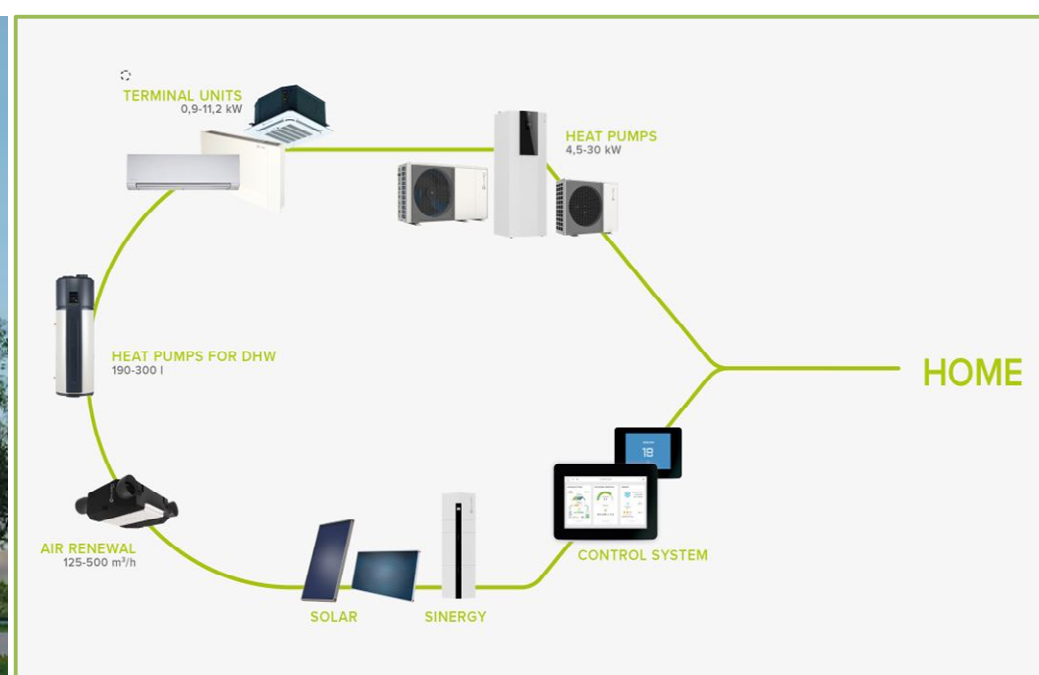 TERMINAL UNITS
0,9-11,2 kW
HEAT PUMPS
4,5-30 kW
HEAT PUMPS FOR DHW
190-300 l
HOME
18
AIR RENEWAL
125-500 m³/h
CONTROL SYSTEM
SOLAR
SINERGY